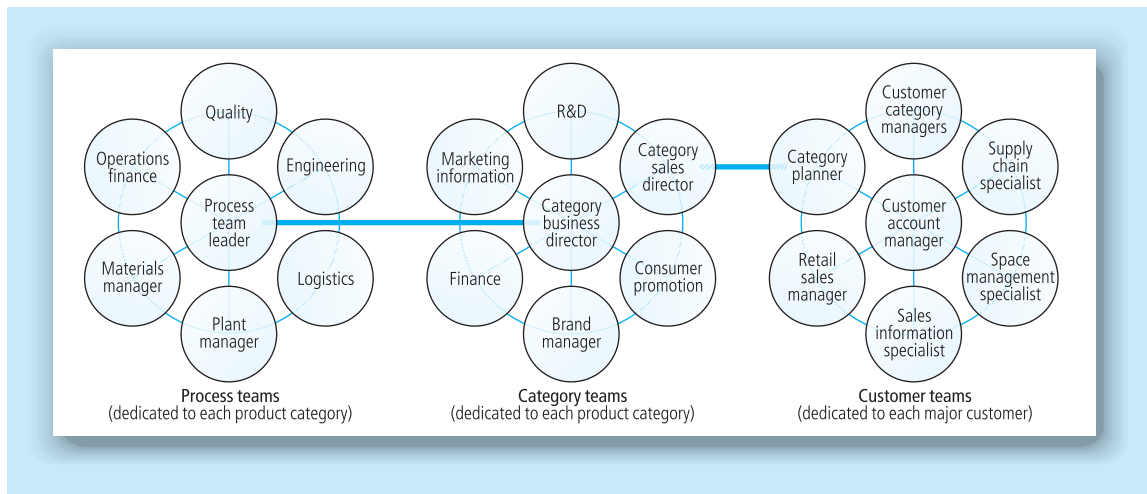 Quality
Operations
finance
Engineering
Process
team
leader
Materials
manager
Logistics
Plant
manager
Process teams
(dedicated to each product category)
R&D
Marketing
information
Category
sales
director
Category
business
director
Finance
Consumer
promotion
Brand
manager
Category teams
(dedicated to each product category)
Customer
category
managers
Category
planner
Supply
chain
specialist
Customer
account
manager
Retail
sales
manager
Space
management
specialist
Sales
information
specialist
Customer teams
(dedicated to each major customer)